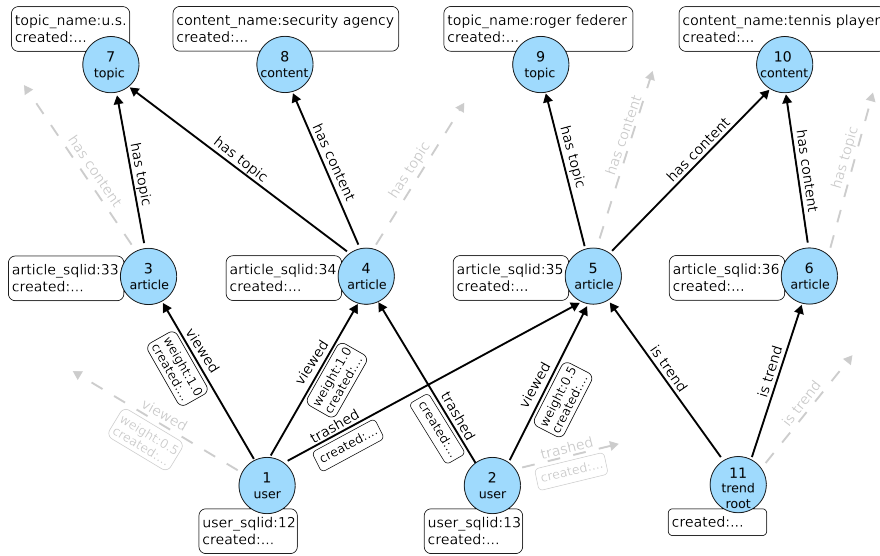 topic_name:u.s.
created:...
7
topic
content_name:security agency
created:...
8
content
topic_name:roger federer
created:...
9
topic
content_name:tennis player
created:...
10
content
has content
has topic
has topic
has content
has topic
has topic
has content
has content
has content
has topic
article_sqlid:33
created:...
3
article
article_sqlid:34
created:...
4
article
article_sqlid:35
created:...
5
article
article_sqlid:36
created:...
6
article
viewed
weight:0.5
created:...
viewed
weight:1.0
created:...
viewed
weight:1.0
created:...
trashed
created:...
trashed
created:...
viewed
weight:0.5
created:...
trashed
created:...
is trend
is trend
is trend
1
user
user_sqlid:12
created:...
2
user
user_sqlid:13
created:...
11
trend
root
created:...